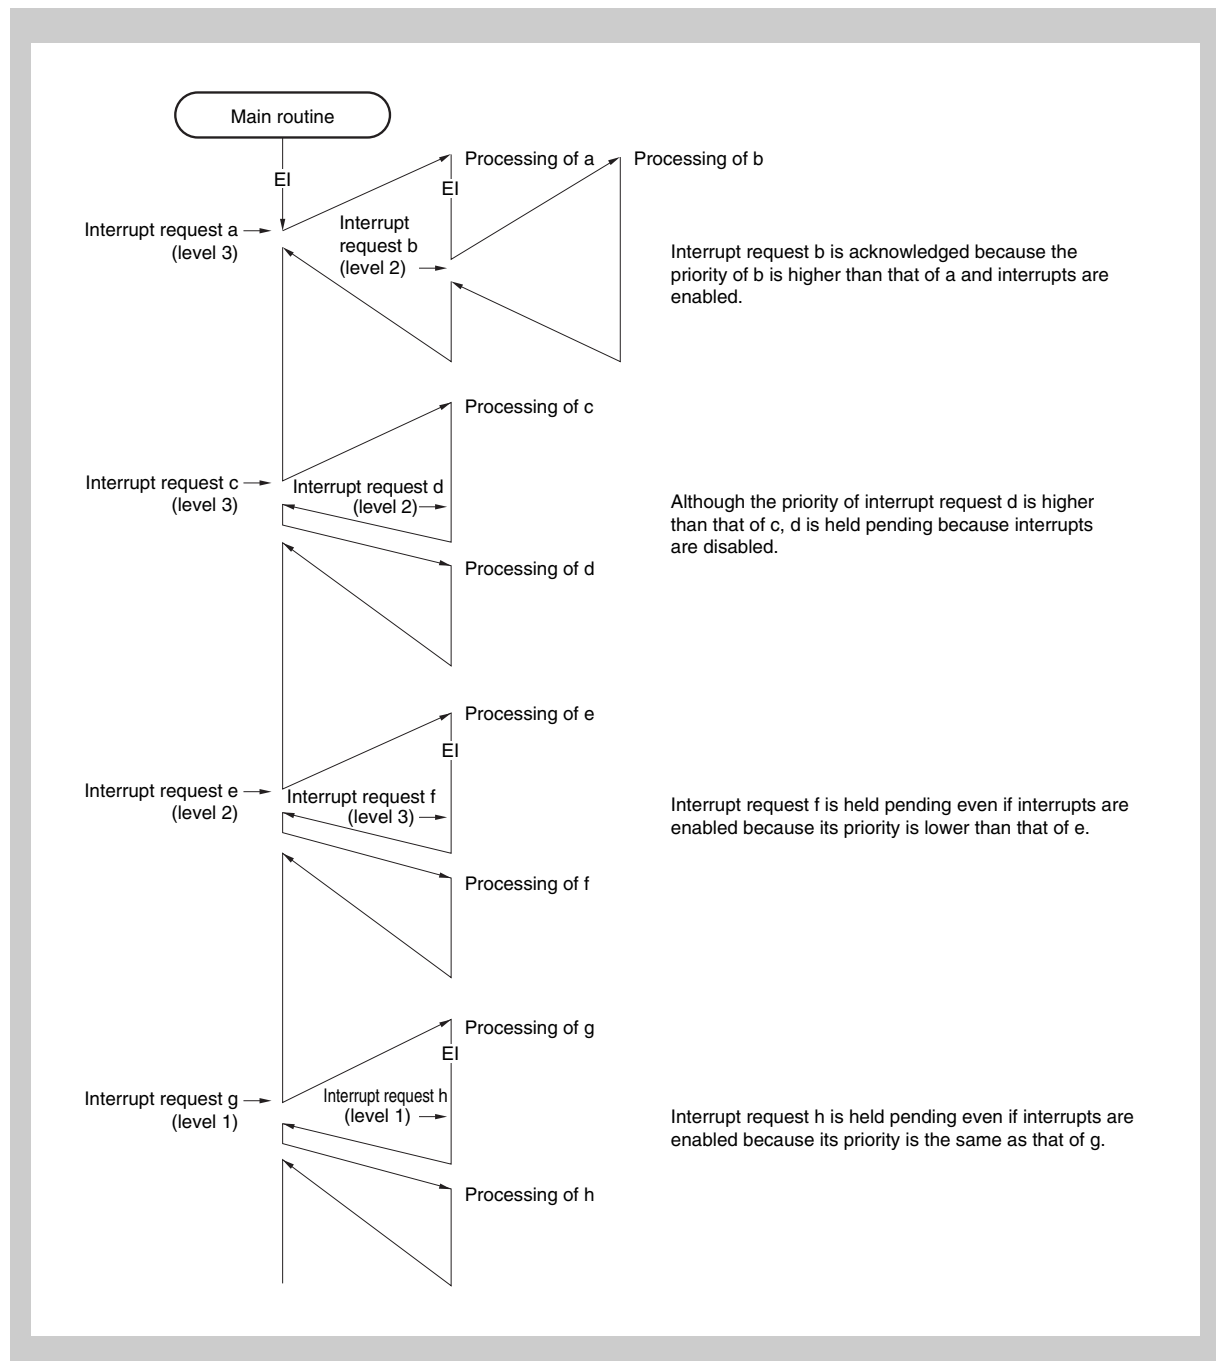 Main routine
EI
Processing of a
Processing of b
EI
Interrupt request a
(level 3)
Interrupt
request b
(level 2)
Interrupt request b is acknowledged because the
priority of b is higher than that of a and interrupts are
enabled.
Processing of c
Interrupt request c
(level 3)
Interrupt request d
(level 2)
Although the priority of interrupt request d is higher
than that of c, d is held pending because interrupts
are disabled.
Processing of d
Processing of e
EI
Interrupt request e
(level 2)
Interrupt request f
(level 3)
Interrupt request f is held pending even if interrupts are
enabled because its priority is lower than that of e.
Processing of f
Processing of g
EI
Interrupt request g
(level 1)
Interrupt request h
(level 1)
Interrupt request h is held pending even if interrupts are
enabled because its priority is the same as that of g.
Processing of h